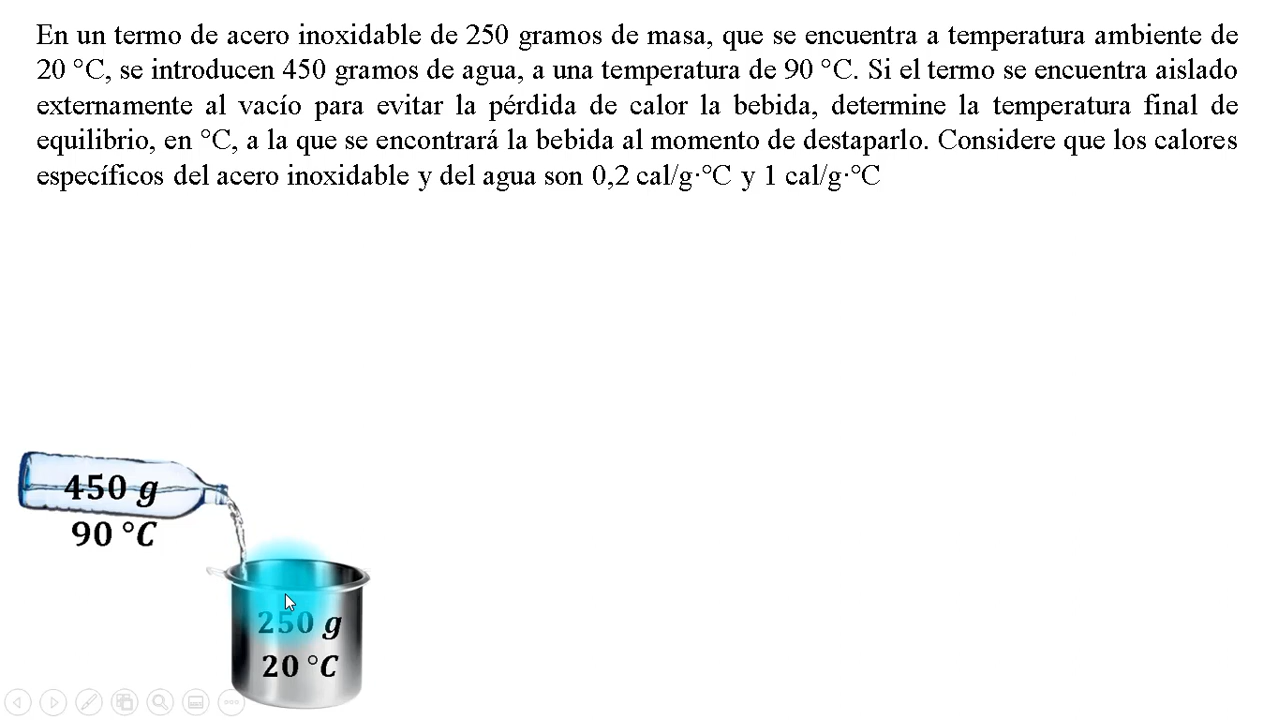 En un termo de acero inoxidable de 250 gramos de masa, que se encuentra a temperatura ambiente de
20 °C, se introducen 450 gramos de agua, a una temperatura de 90 °C. Si el termo se encuentra aislado
externamente al vacío para evitar la pérdida de calor la bebida, determine la temperatura final de
equilibrio, en °C, a la que se encontrará la bebida al momento de destaparlo. Considere que los calores
específicos del acero inoxidable y del agua son 0,2 cal/g·°C y 1 cal/g·°C
450 g
90 °C
250 g
20 °C